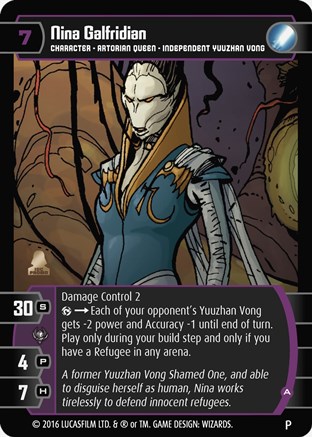 7
Nina Galfridian
CHARACTER - ARTORIAN QUEEN - INDEPENDENT YUUZHAN VONG
30 S
4 P
7 H
Damage Control 2
Each of your opponent's Yuuzhan Vong
gets -2 power and Accuracy -1 until end of turn.
Play only during your build step and only if you
have a Refugee in any arena.
A former Yuuzhan Vong Shamed One, and able
to disguise herself as human, Nina works
tirelessly to defend innocent refugees.
A
© 2016 LUCASFILM LTD. & ® or TM. GAME DESIGN: WIZARDS.
P